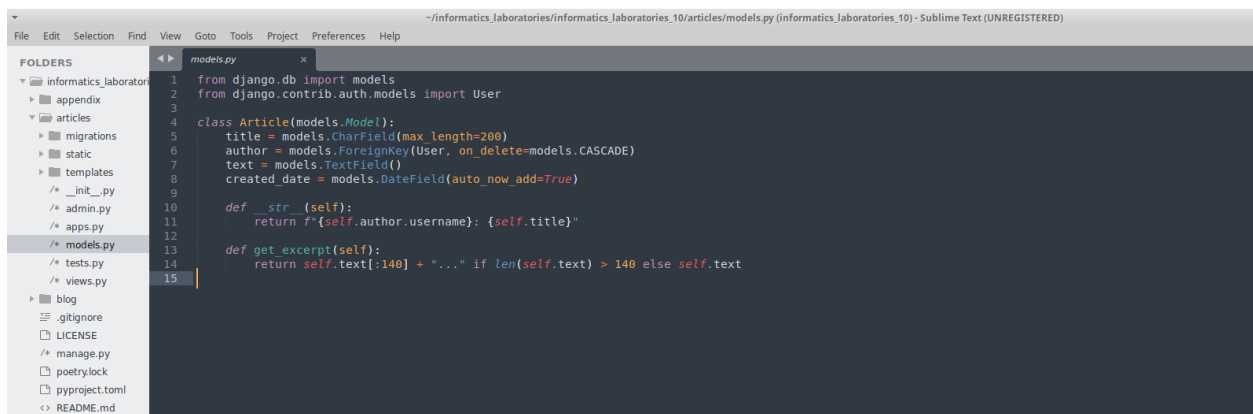 ~/informatics_laboratories/informatics_laboratories_10/articles/models.py (informatics_laboratories_10) - Sublime Text (UNREGISTERED)
File Edit Selection Find View Goto Tools Project Preferences Help
FOLDERS
informatics_laboratori
appendix
articles
migrations
static
templates
/* __init__.py
/* admin.py
/* apps.py
/* models.py
/* tests.py
/* views.py
blog
.gitignore
LICENSE
/* manage.py
poetry.lock
pyproject.toml
<> README.md
models.py ×
1 from django.db import models
2 from django.contrib.auth.models import User
3
4 class Article(models.Model):
5     title = models.CharField(max_length=200)
6     author = models.ForeignKey(User, on_delete=models.CASCADE)
7     text = models.TextField()
8     created_date = models.DateField(auto_now_add=True)
9
10     def __str__(self):
11         return f"{self.author.username}: {self.title}"
12
13     def get_excerpt(self):
14         return self.text[:140] + "..." if len(self.text) > 140 else self.text
15